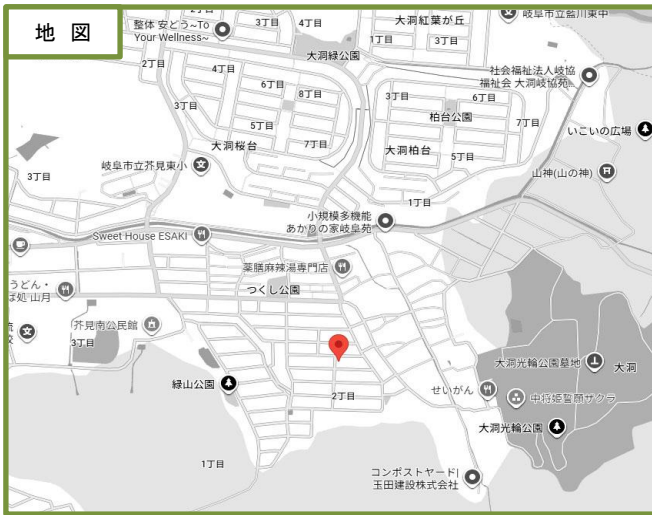 地 図
整体 安どう~To
Your Wellness~
3丁目
4丁目
大洞紅葉が丘
岐阜市立藍川東中
1丁目
3丁目
大洞緑公園
2丁目
4丁目
社会福祉法人岐協
福祉会 大洞岐協苑...
6丁目
8丁目
3丁目
6丁目
3丁目
柏台公園
7丁目
5丁目
いこいの広場
大洞桜台
7丁目
大洞柏台
5丁目
岐阜市立芥見東小
3丁目
山神(山の神)
1丁目
小規模多機能
あかりの家岐阜苑
Sweet House ESAKI
薬膳麻辣湯専門店
うどん・
ば処 山月
つくし公園
芥見南公民館
3丁目
大洞光輪公園墓地
大洞
緑山公園
2丁目
せいがん
中将姫誓願ザクラ
大洞光輪公園
1丁目
コンポストヤード|
玉田建設株式会社